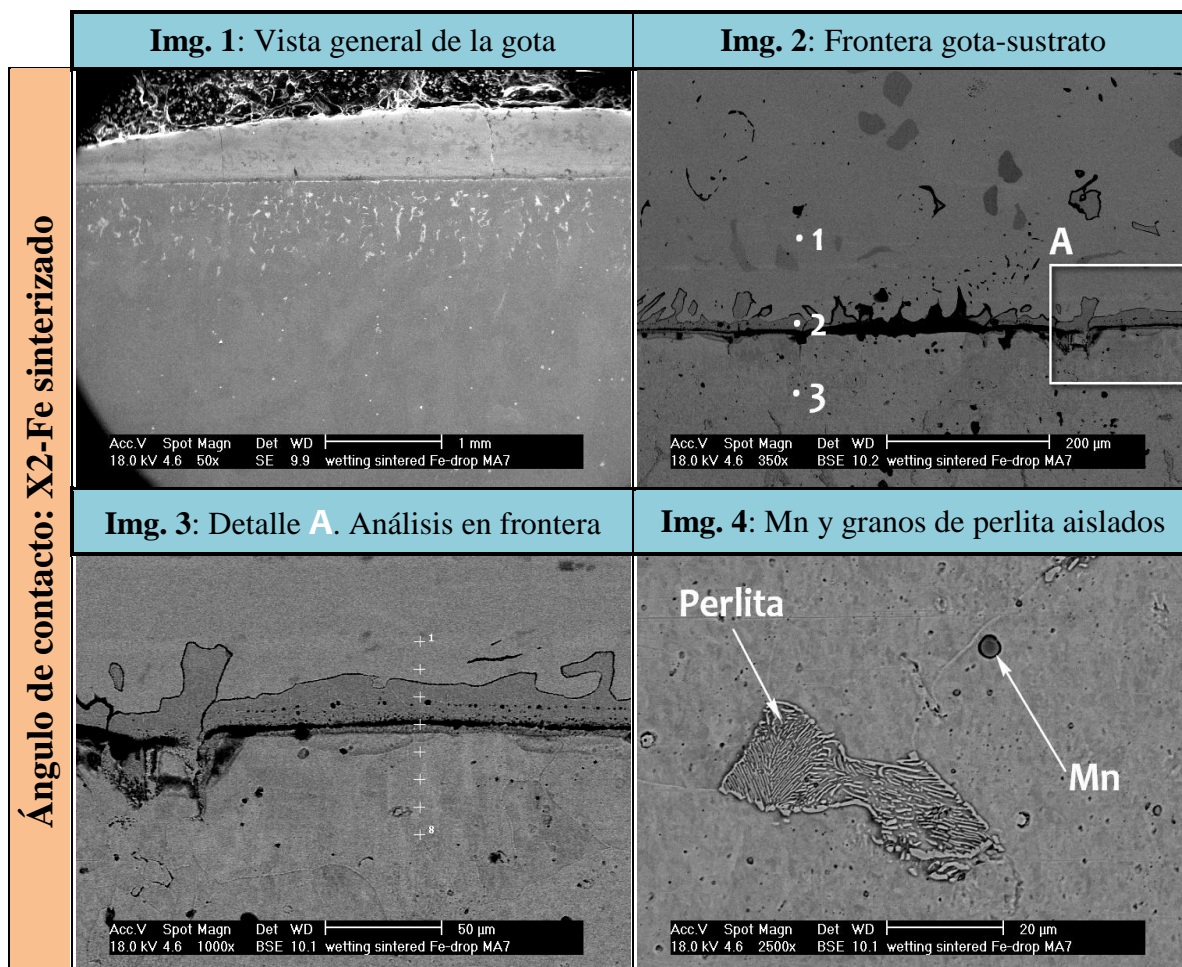 Ángulo de contacto: X2-Fe sinterizado
Img. 1: Vista general de la gota
Img. 2: Frontera gota-sustrato
Acc.V Spot Magn Det WD 1 mm
18.0 kV 4.6 50x SE 9.9 wetting sintered Fe-drop MA7
1
A
2
3
Acc.V Spot Magn Det WD 200 µm
18.0 kV 4.6 350x BSE 10.2 wetting sintered Fe-drop MA7
Img. 3: Detalle A. Análisis en frontera
Img. 4: Mn y granos de perlita aislados
1
8
Acc.V Spot Magn Det WD 50 µm
18.0 kV 4.6 1000x BSE 10.1 wetting sintered Fe-drop MA7
Perlita
Mn
Acc.V Spot Magn Det WD 20 µm
18.0 kV 4.6 2500x BSE 10.1 wetting sintered Fe-drop MA7